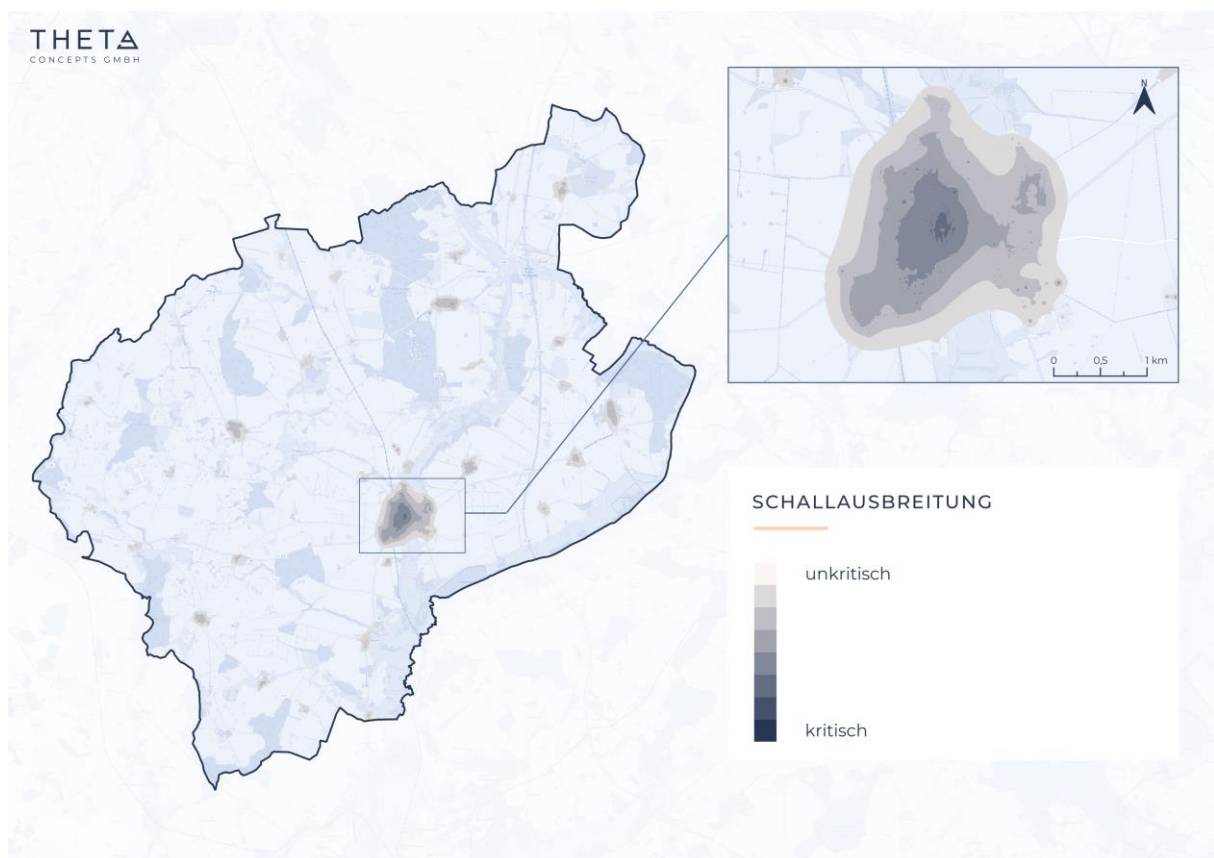 THETA
CONCEPTS GMBH
N
0 0,5 1 km
SCHALLAUSBREITUNG
unkritisch
kritisch